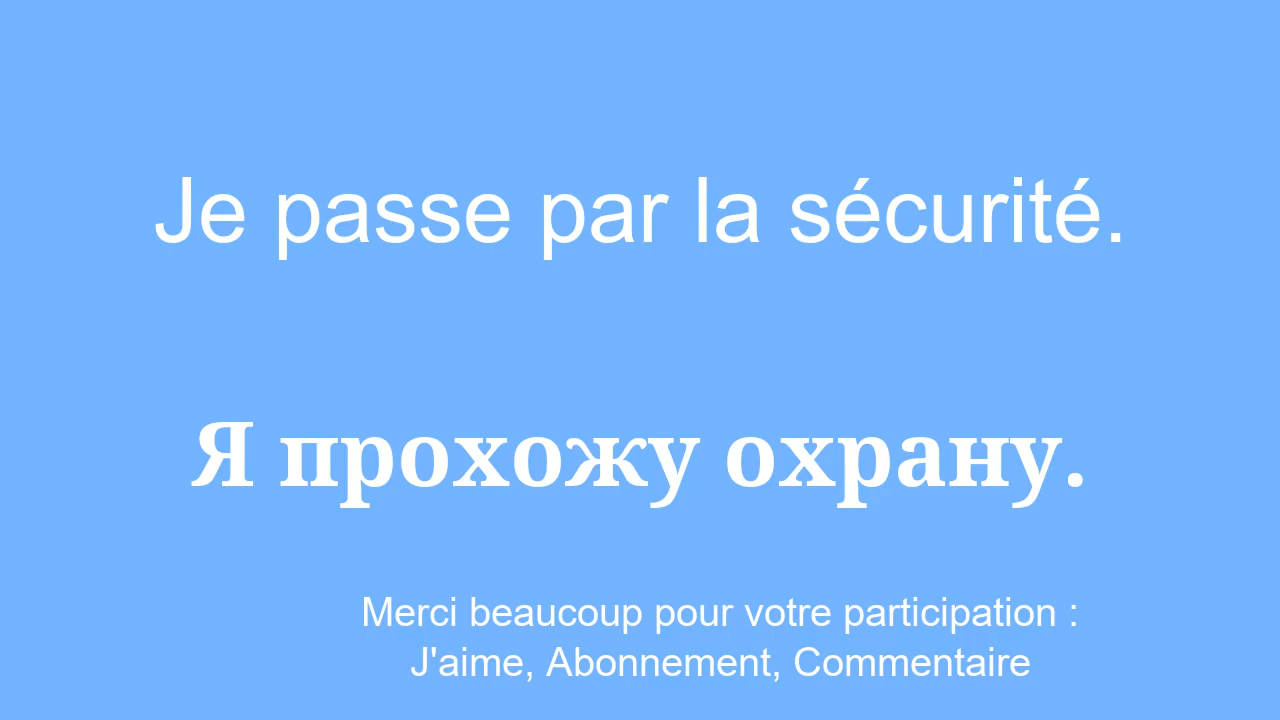 Je passe par la sécurité.
Я прохожу охрану.
Merci beaucoup pour votre participation :
J'aime, Abonnement, Commentaire